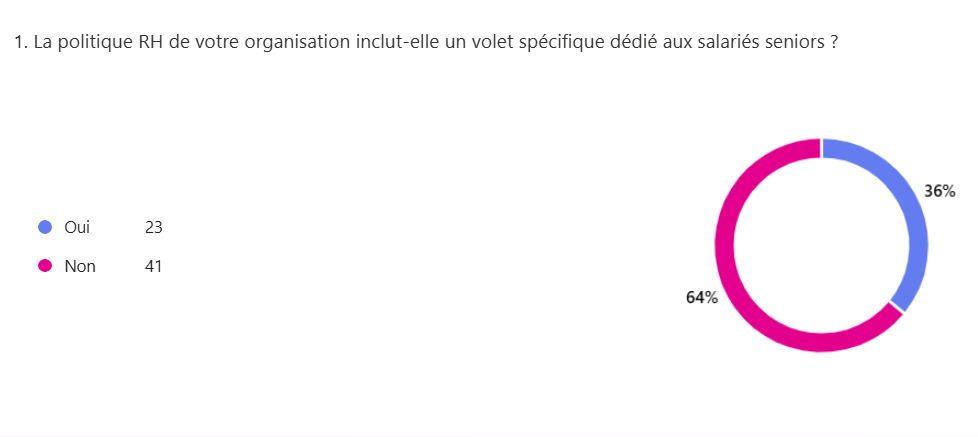 1. La politique RH de votre organisation inclut-elle un volet spécifique dédié aux salariés seniors ?
36%
Oui 23
Non 41
64%